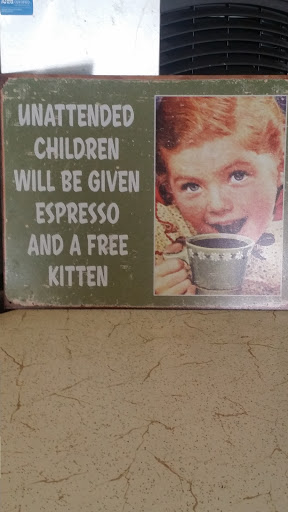 UNATTENDED
CHILDREN
WILL BE GIVEN
ESPRESSO
AND A FREE
KITTEN